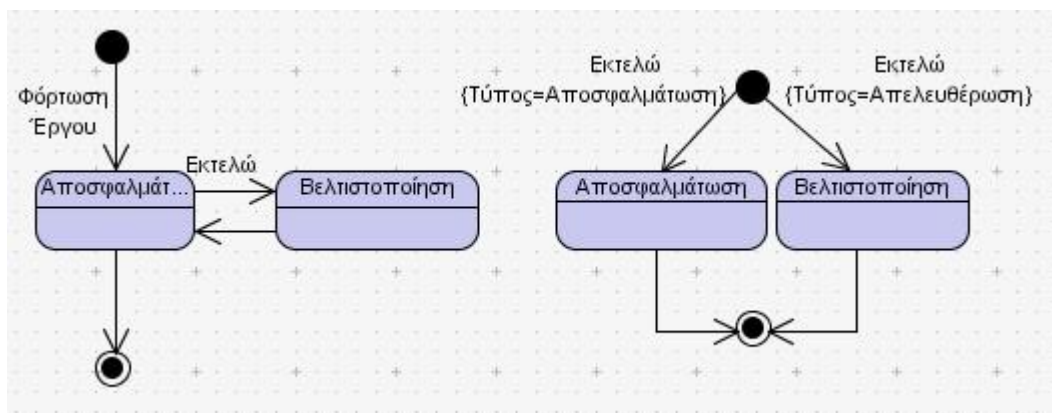 Φόρτωση
Έργου
Αποσφαλμάτ...
Εκτελώ
Βελτιστοποίηση
Εκτελώ
{Τύπος=Αποσφαλμάτωση}
Εκτελώ
{Τύπος=Απελευθέρωση}
Αποσφαλμάτωση
Βελτιστοποίηση